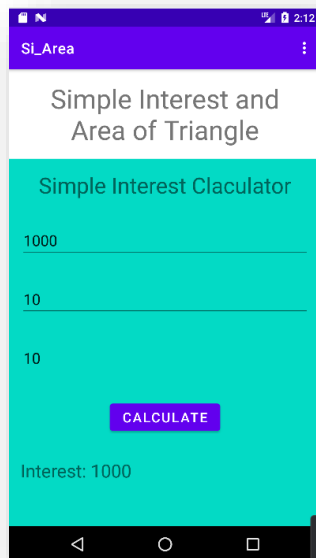 2:12
Si_Area
Simple Interest and
Area of Triangle
Simple Interest Claculator
1000
10
10
CALCULATE
Interest: 1000